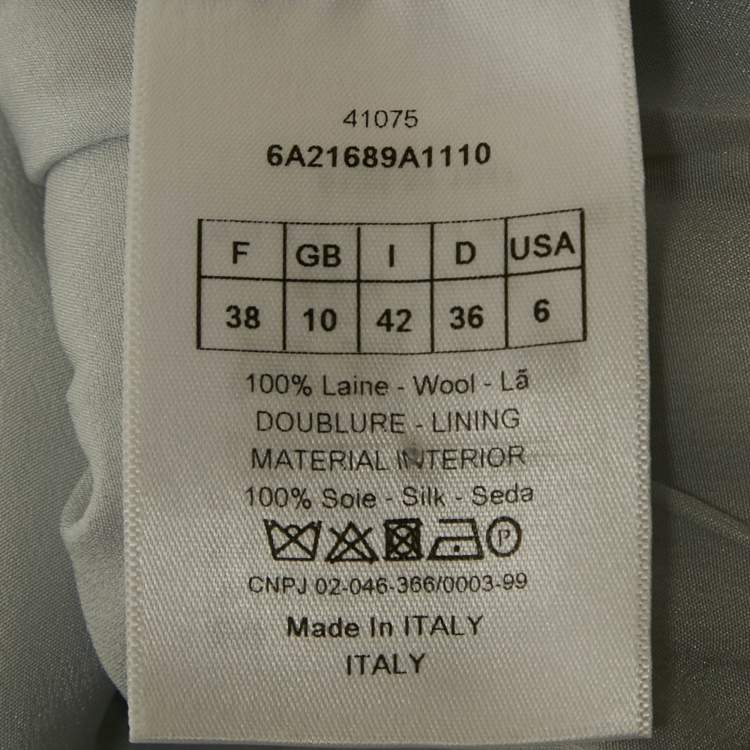 41075
6A21689A1110
F GB I D USA
38 10 42 36 6
100% Laine - Wool - Lã
DOUBLURE - LINING
MATERIAL INTERIOR
100% Soie - Silk - Seda
P
CNPJ 02-046-366/0003-99
Made In ITALY
ITALY